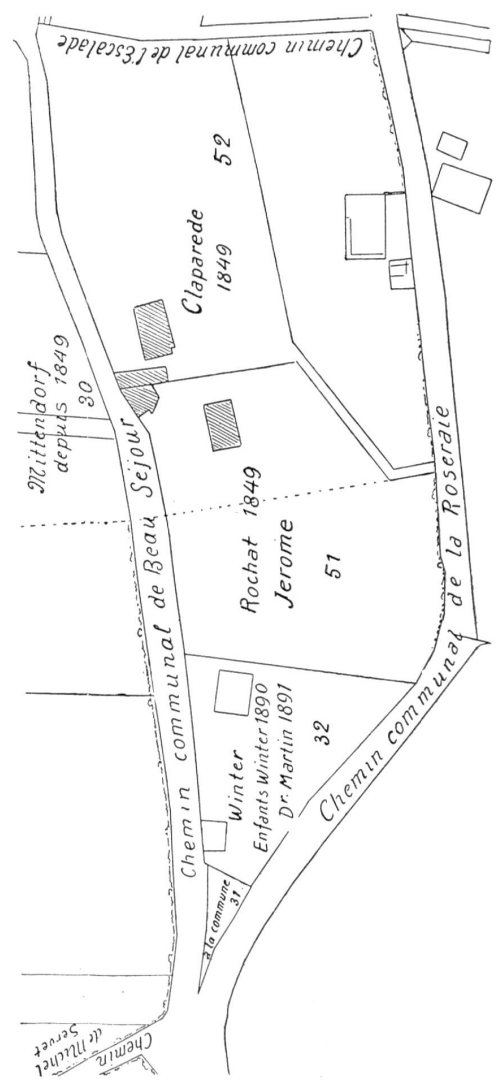 Chemin communal de l'Escalade
52
Claparede
1849
Mittendorf
depuis 1849
30
Chemin communal de Beau Séjour
Rochat 1849
Jerome
51
Chemin communal de la Roseraie
Winter
Enfants Winter 1890
Dr. Martin 1891
32
à la commune
31
Chemin
de Michel
Servet